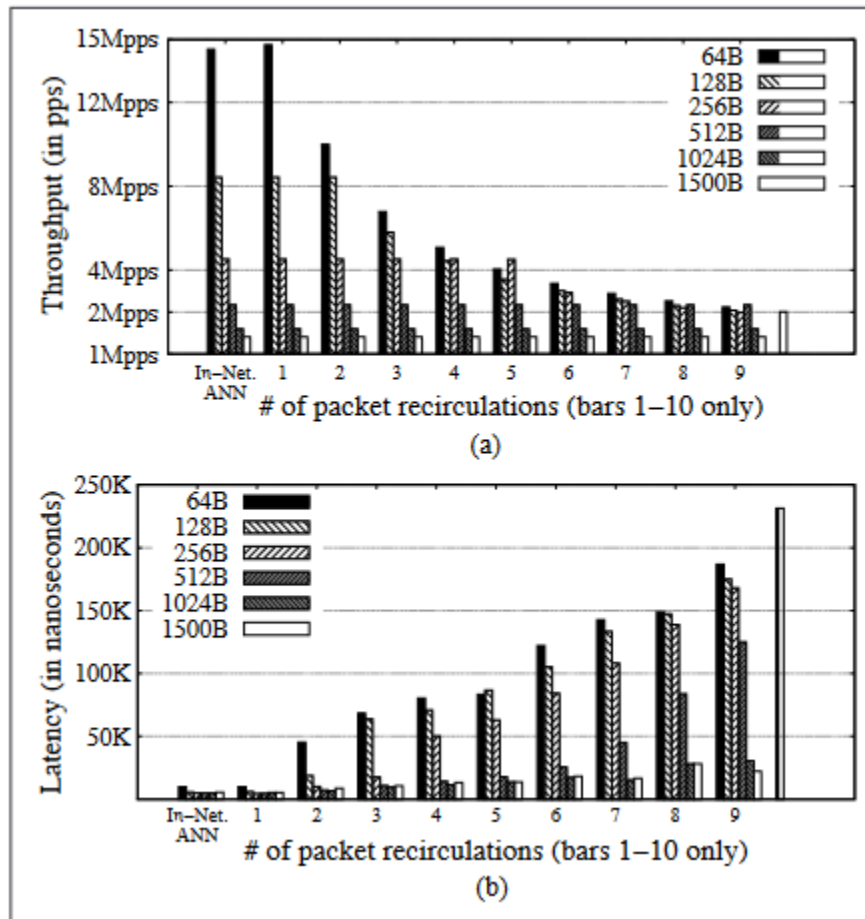 15Mpps
12Mpps
8Mpps
4Mpps
2Mpps
1Mpps
Throughput (in pps)
64B
128B
256B
512B
1024B
1500B
In–Net.
ANN
1 2 3 4 5 6 7 8 9
# of packet recirculations (bars 1–10 only)
(a)
250K
200K
150K
100K
50K
Latency (in nanoseconds)
64B
128B
256B
512B
1024B
1500B
In–Net.
ANN
1 2 3 4 5 6 7 8 9
# of packet recirculations (bars 1–10 only)
(b)